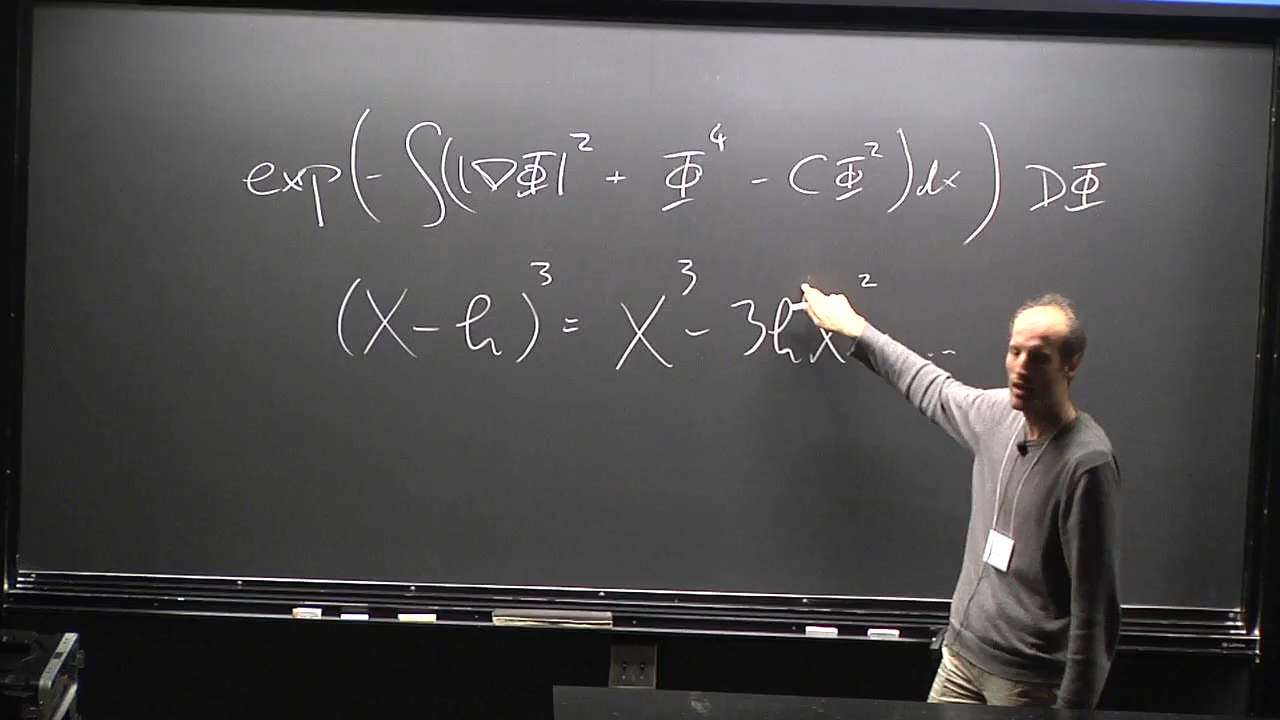 exp(-∫(|∇Φ|² + Φ⁴ - CΦ²)dx) DΦ
(X-h)³ = X³ - 3hX² ...